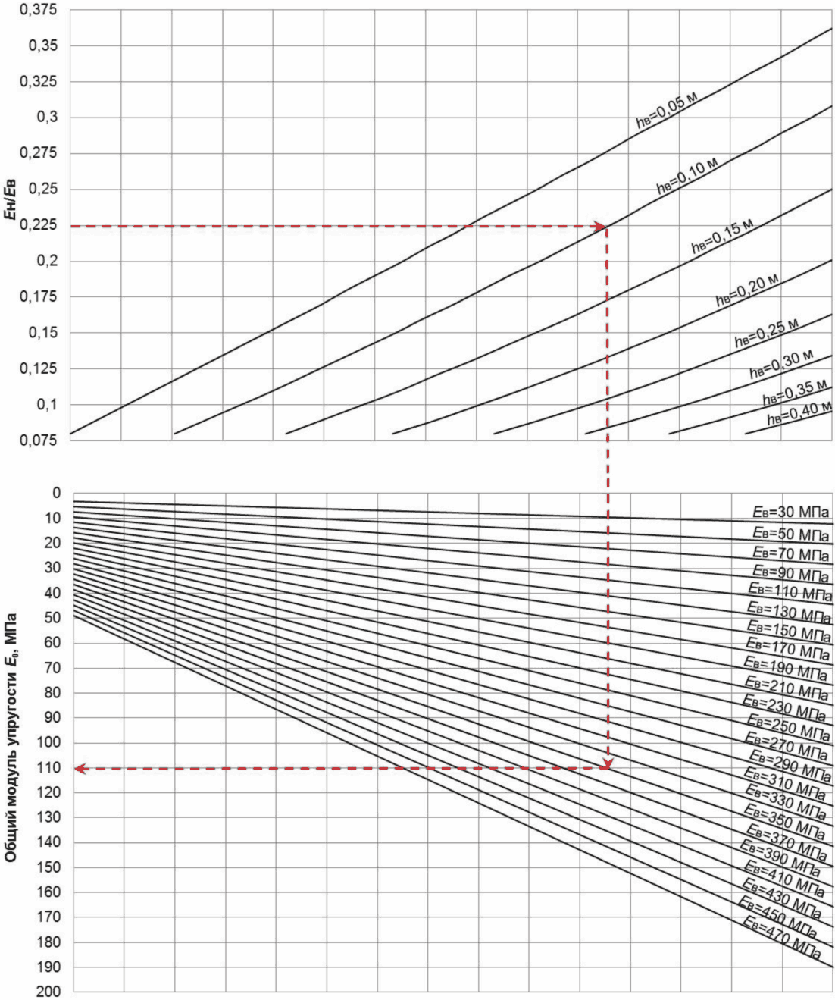 0,375
0,35
0,325
0,3
0,275
0,25
0,225
0,2
0,175
0,15
0,125
0,1
0,075
Eн/Eв
hв=0,05 м
hв=0,10 м
hв=0,15 м
hв=0,20 м
hв=0,25 м
hв=0,30 м
hв=0,35 м
hв=0,40 м
0
10
20
30
40
50
60
70
80
90
100
110
120
130
140
150
160
170
180
190
200
Общий модуль упругости Eₒ, МПа
Eв=30 МПа
Eв=50 МПа
Eв=70 МПа
Eв=90 МПа
Eв=110 МПа
Eв=130 МПа
Eв=150 МПа
Eв=170 МПа
Eв=190 МПа
Eв=210 МПа
Eв=230 МПа
Eв=250 МПа
Eв=270 МПа
Eв=290 МПа
Eв=310 МПа
Eв=330 МПа
Eв=350 МПа
Eв=370 МПа
Eв=390 МПа
Eв=410 МПа
Eв=430 МПа
Eв=450 МПа
Eв=470 МПа